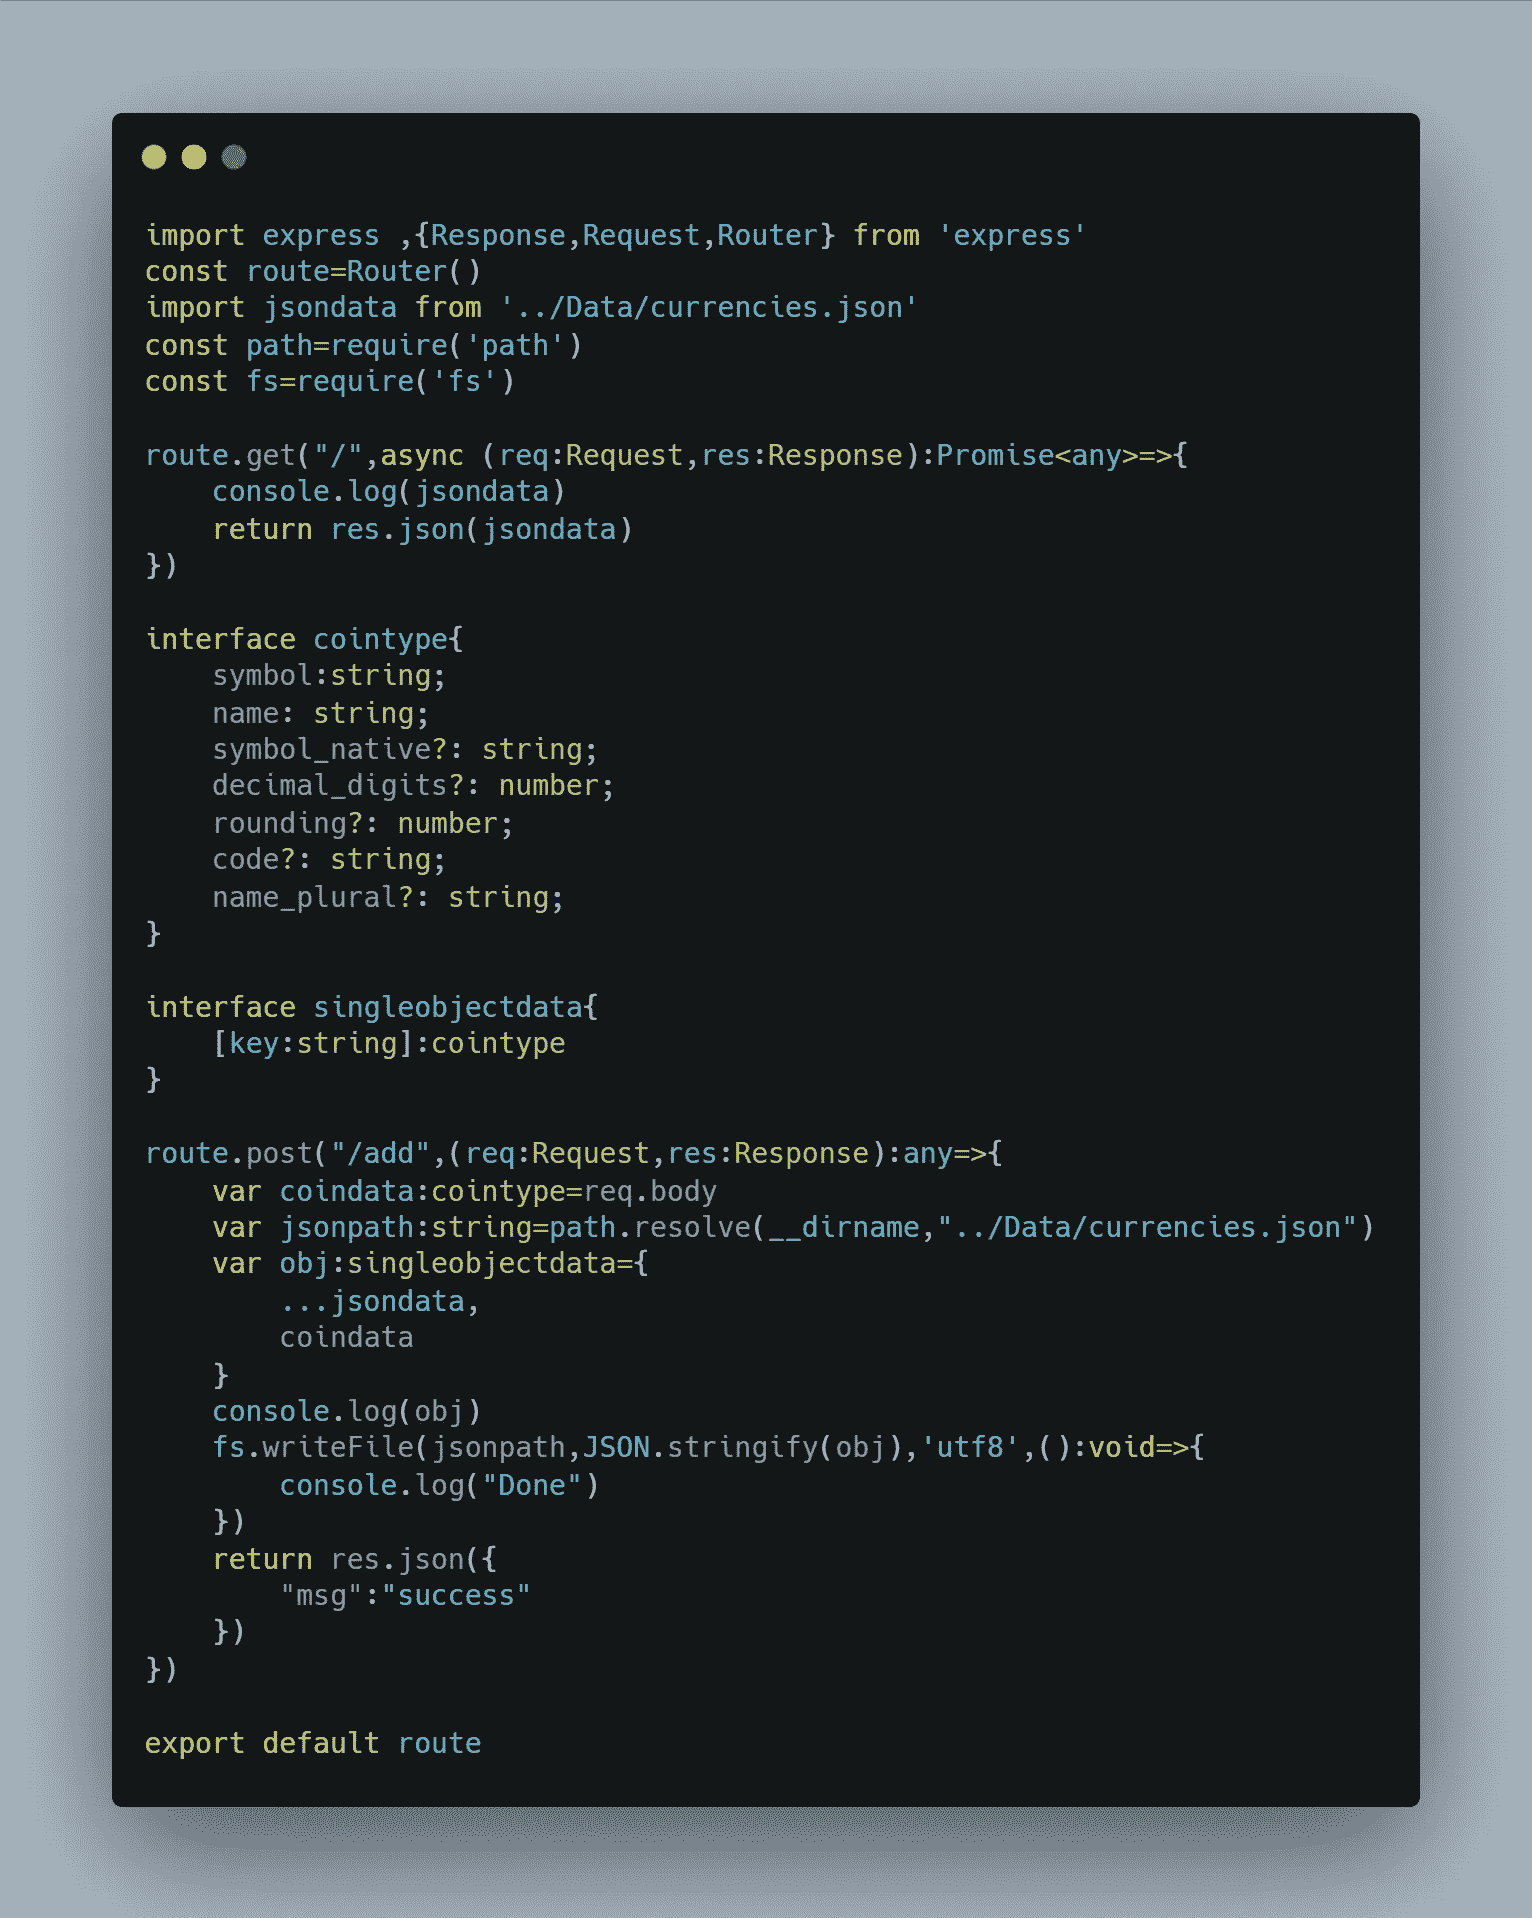 import express ,{Response,Request,Router} from 'express'
const route=Router()
import jsondata from '../Data/currencies.json'
const path=require('path')
const fs=require('fs')

route.get("/",async (req:Request,res:Response):Promise<any>=>{
    console.log(jsondata)
    return res.json(jsondata)
})

interface cointype{
    symbol:string;
    name: string;
    symbol_native?: string;
    decimal_digits?: number;
    rounding?: number;
    code?: string;
    name_plural?: string;
}

interface singleobjectdata{
    [key:string]:cointype
}

route.post("/add",(req:Request,res:Response):any=>{
    var coindata:cointype=req.body
    var jsonpath:string=path.resolve(__dirname,"../Data/currencies.json")
    var obj:singleobjectdata={
        ...jsondata,
        coindata
    }
    console.log(obj)
    fs.writeFile(jsonpath,JSON.stringify(obj),'utf8',():void=>{
        console.log("Done")
    })
    return res.json({
        "msg":"success"
    })
})

export default route